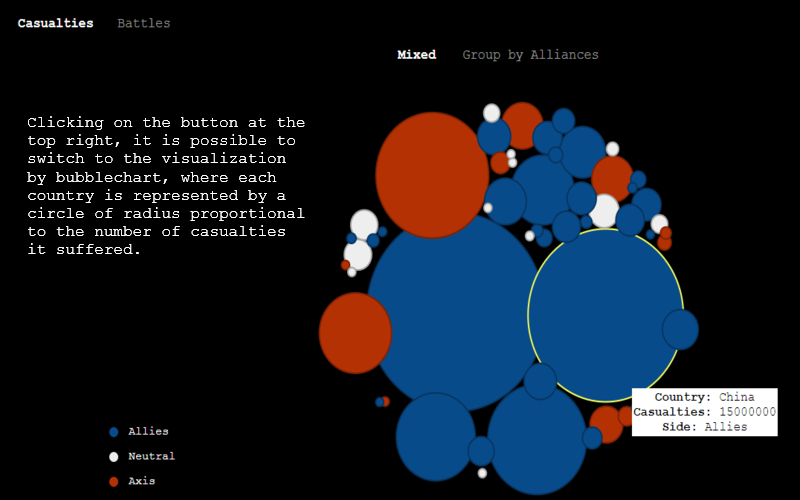 Casualties Battles
Mixed Group by Alliances
Clicking on the button at the
top right, it is possible to
switch to the visualization
by bubblechart, where each
country is represented by a
circle of radius proportional
to the number of casualties
it suffered.
Country: China
Casualties: 15000000
Side: Allies
Allies
Neutral
Axis